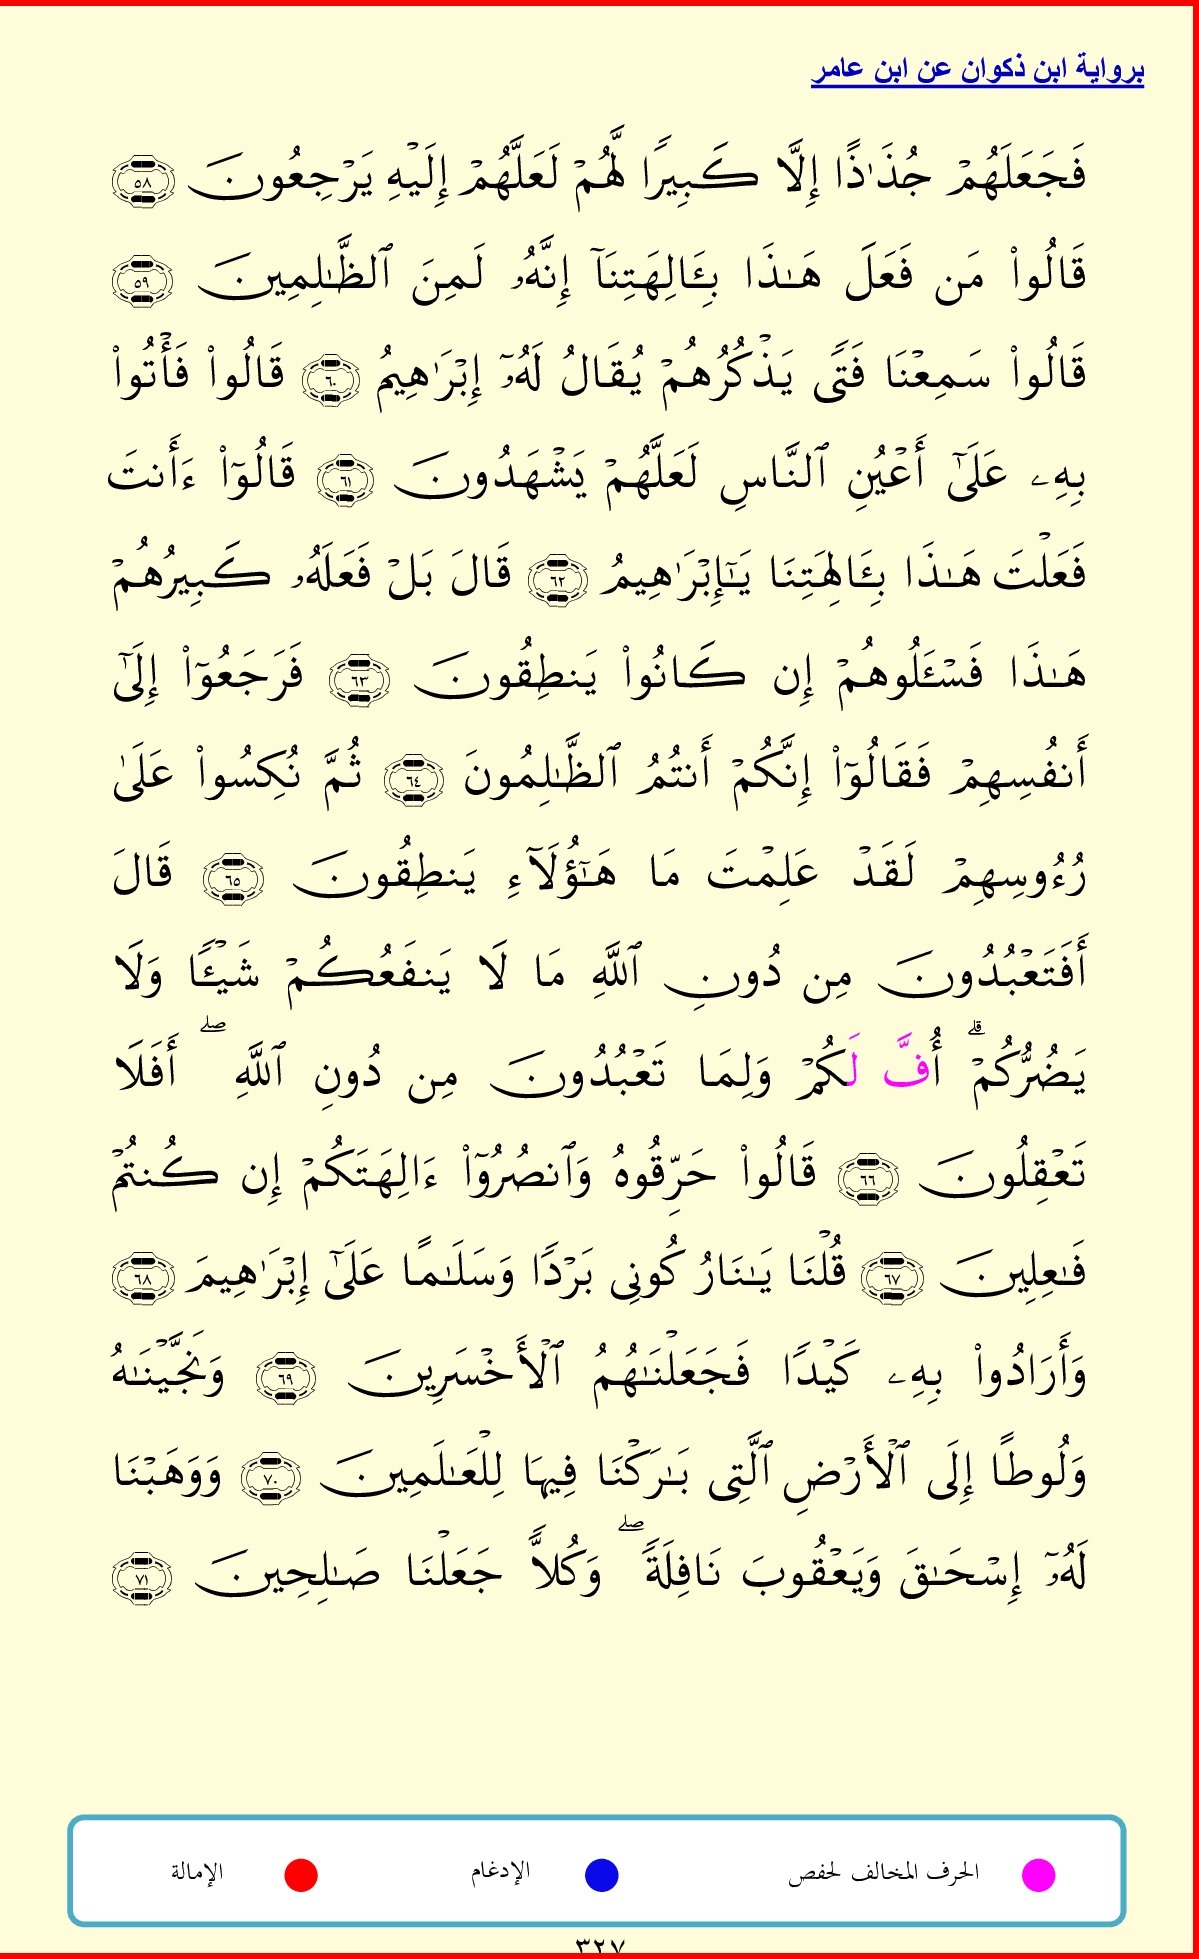 برواية ابن ذكوان عن ابن عامر
فَجَعَلَهُمْ جُذَٰذًا إِلَّا كَبِيرًا لَّهُمْ لَعَلَّهُمْ إِلَيْهِ يَرْجِعُونَ ٥٨
قَالُوا۟ مَن فَعَلَ هَـٰذَا بِـَٔالِهَتِنَآ إِنَّهُۥ لَمِنَ ٱلظَّـٰلِمِينَ ٥٩
قَالُوا۟ سَمِعْنَا فَتًى يَذْكُرُهُمْ يُقَالُ لَهُۥٓ إِبْرَٰهِيمُ ٦٠ قَالُوا۟ فَأْتُوا۟
بِهِۦ عَلَىٰٓ أَعْيُنِ ٱلنَّاسِ لَعَلَّهُمْ يَشْهَدُونَ ٦١ قَالُوٓا۟ ءَأَنتَ
فَعَلْتَ هَـٰذَا بِـَٔالِهَتِنَا يَـٰٓإِبْرَٰهِيمُ ٦٢ قَالَ بَلْ فَعَلَهُۥ كَبِيرُهُمْ
هَـٰذَا فَسْـَٔلُوهُمْ إِن كَانُوا۟ يَنطِقُونَ ٦٣ فَرَجَعُوٓا۟ إِلَىٰٓ
أَنفُسِهِمْ فَقَالُوٓا۟ إِنَّكُمْ أَنتُمُ ٱلظَّـٰلِمُونَ ٦٤ ثُمَّ نُكِسُوا۟ عَلَىٰ
رُءُوسِهِمْ لَقَدْ عَلِمْتَ مَا هَـٰٓؤُلَآءِ يَنطِقُونَ ٦٥ قَالَ
أَفَتَعْبُدُونَ مِن دُونِ ٱللَّهِ مَا لَا يَنفَعُكُمْ شَيْـًٔا وَلَا
يَضُرُّكُمْ ۗ أُفَّ لَكُمْ وَلِمَا تَعْبُدُونَ مِن دُونِ ٱللَّهِ ۖ أَفَلَا
تَعْقِلُونَ ٦٦ قَالُوا۟ حَرِّقُوهُ وَٱنصُرُوٓا۟ ءَالِهَتَكُمْ إِن كُنتُمْ
فَـٰعِلِينَ ٦٧ قُلْنَا يَـٰنَارُ كُونِى بَرْدًا وَسَلَـٰمًا عَلَىٰٓ إِبْرَٰهِيمَ ٦٨
وَأَرَادُوا۟ بِهِۦ كَيْدًا فَجَعَلْنَـٰهُمُ ٱلْأَخْسَرِينَ ٦٩ وَنَجَّيْنَـٰهُ
وَلُوطًا إِلَى ٱلْأَرْضِ ٱلَّتِى بَـٰرَكْنَا فِيهَا لِلْعَـٰلَمِينَ ٧٠ وَوَهَبْنَا
لَهُۥٓ إِسْحَـٰقَ وَيَعْقُوبَ نَافِلَةً ۖ وَكُلًّا جَعَلْنَا صَـٰلِحِينَ ٧١
الحرف المخالف لحفص الإدغام الإمالة
٣٢٧